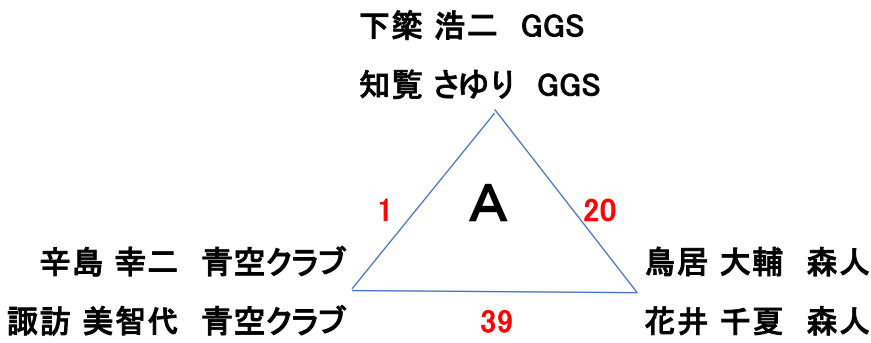 下簗 浩二 GGS
知覧 さゆり GGS
A
1
20
辛島 幸二 青空クラブ
鳥居 大輔 森人
諏訪 美智代 青空クラブ
39
花井 千夏 森人